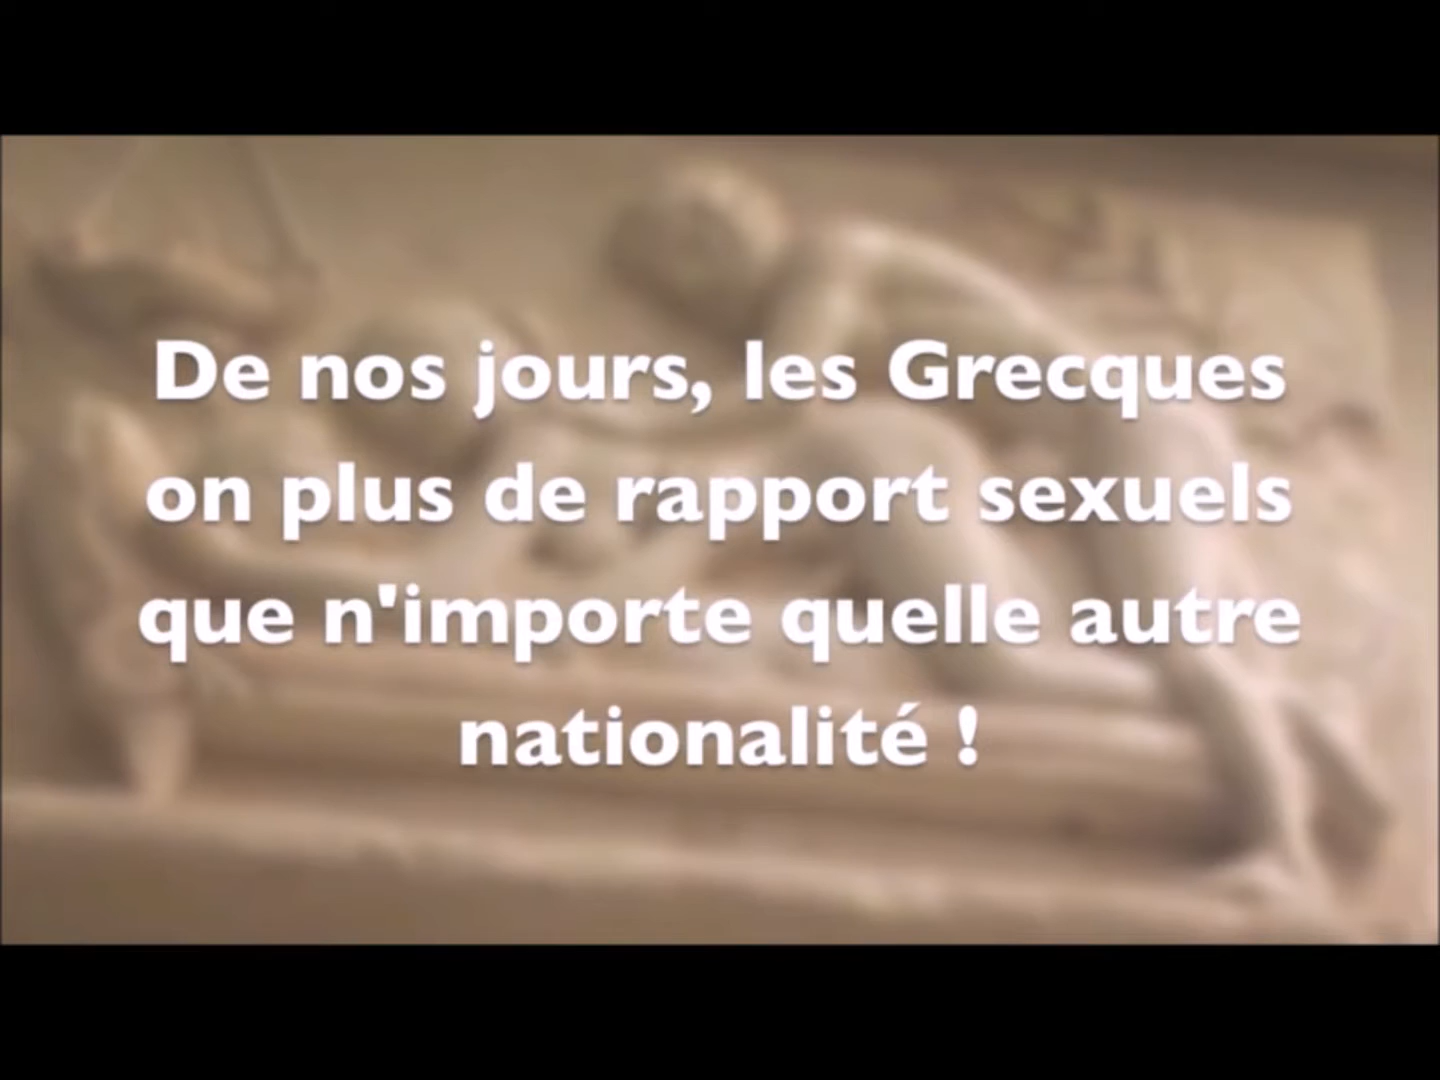 De nos jours, les Grecques
on plus de rapport sexuels
que n'importe quelle autre
nationalité !